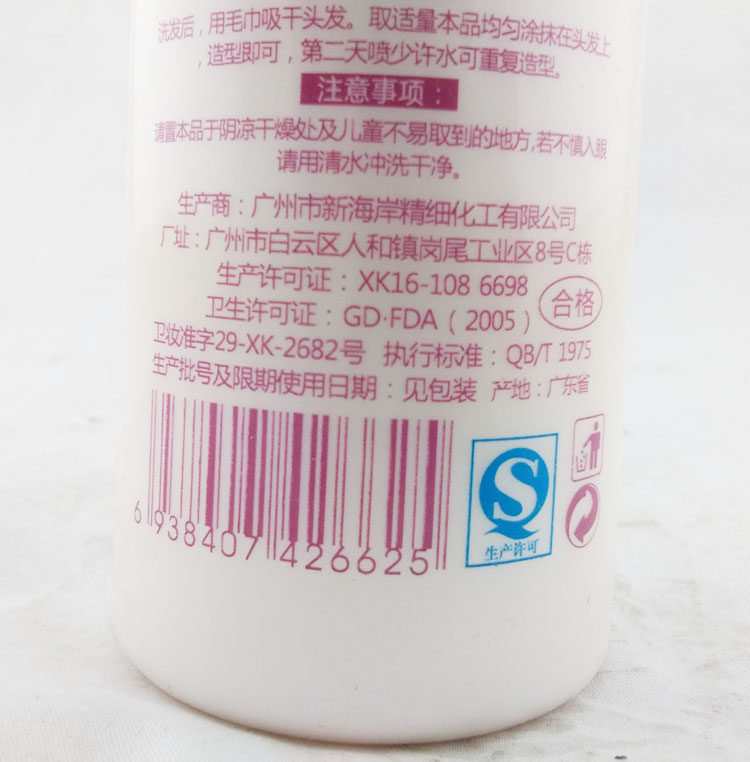 洗发后，用毛巾吸干头发。取适量本品均匀涂抹在头发上
，造型即可，第二天喷少许水可重复造型。
注意事项：
请置本品于阴凉干燥处及儿童不易取到的地方,若不慎入眼
请用清水冲洗干净。
生产商：广州市新海岸精细化工有限公司
厂址：广州市白云区人和镇岗尾工业区8号C栋
生产许可证：XK16-108 6698
卫生许可证：GD·FDA（2005）
合格
卫妆准字29-XK-2682号 执行标准：QB/T 1975
生产批号及限期使用日期：见包装 产地:广东省
6 938407 426625
生产许可